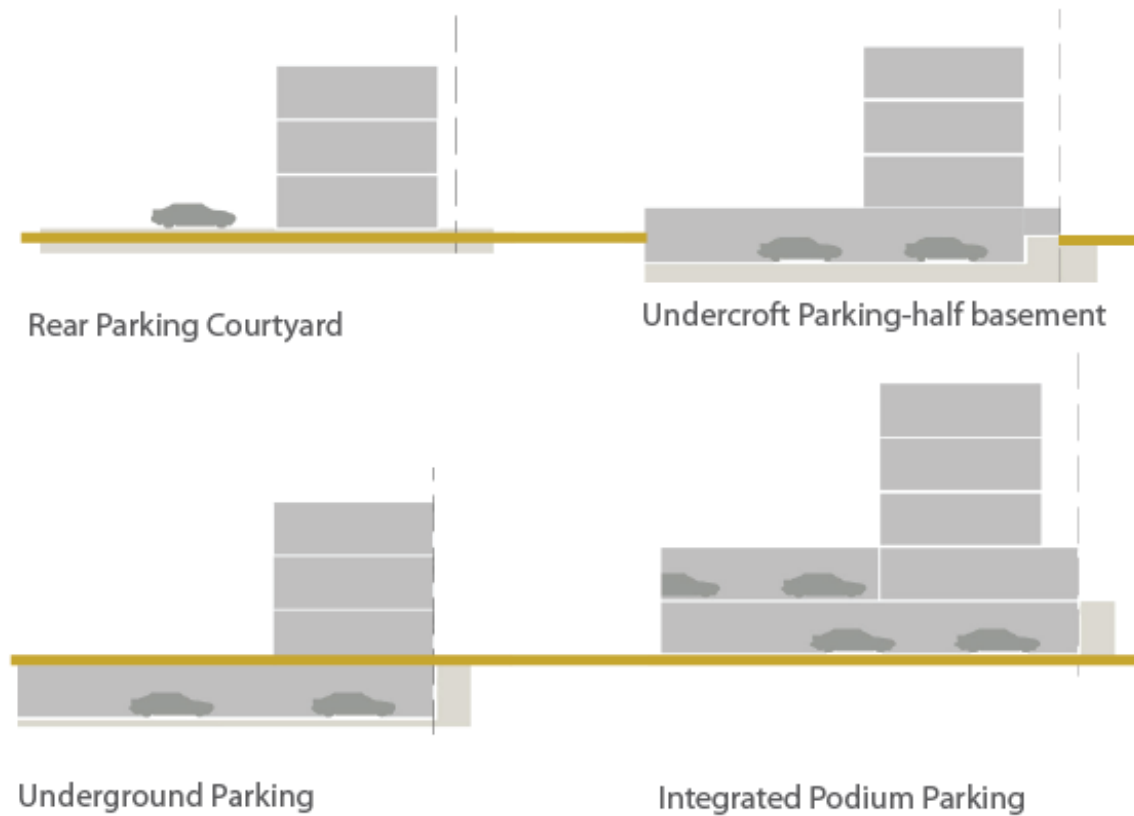 Rear Parking Courtyard
Undercroft Parking-half basement
Underground Parking
Integrated Podium Parking